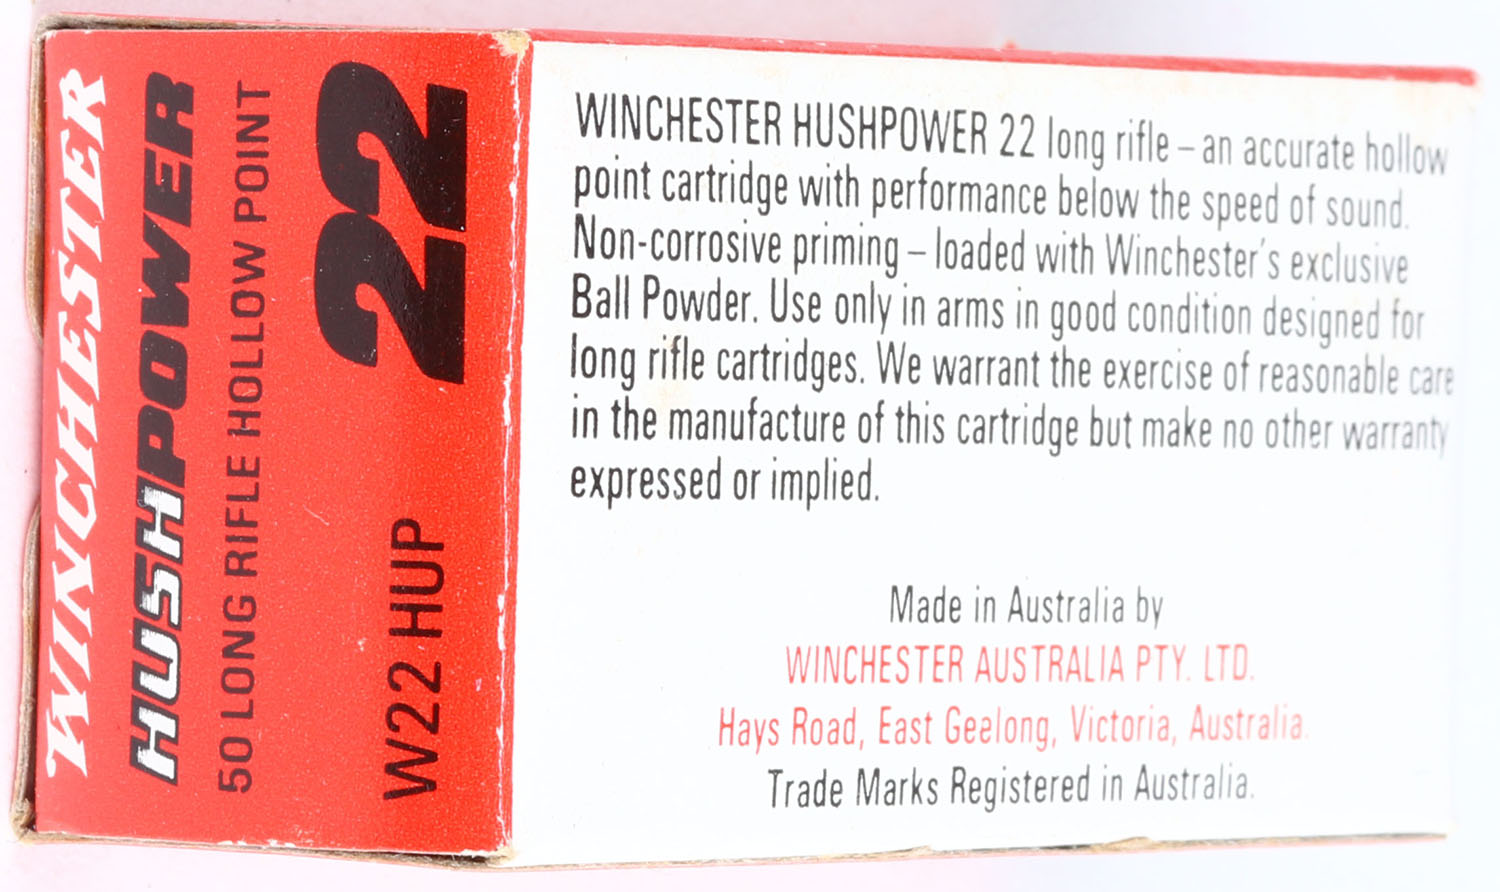 WINCHESTER
HUSHPOWER
50 LONG RIFLE HOLLOW POINT
22
W22 HUP
WINCHESTER HUSHPOWER 22 long rifle – an accurate hollow
point cartridge with performance below the speed of sound.
Non-corrosive priming – loaded with Winchester's exclusive
Ball Powder. Use only in arms in good condition designed for
long rifle cartridges. We warrant the exercise of reasonable care
in the manufacture of this cartridge but make no other warranty
expressed or implied.
Made in Australia by
WINCHESTER AUSTRALIA PTY. LTD.
Hays Road, East Geelong, Victoria, Australia.
Trade Marks Registered in Australia.